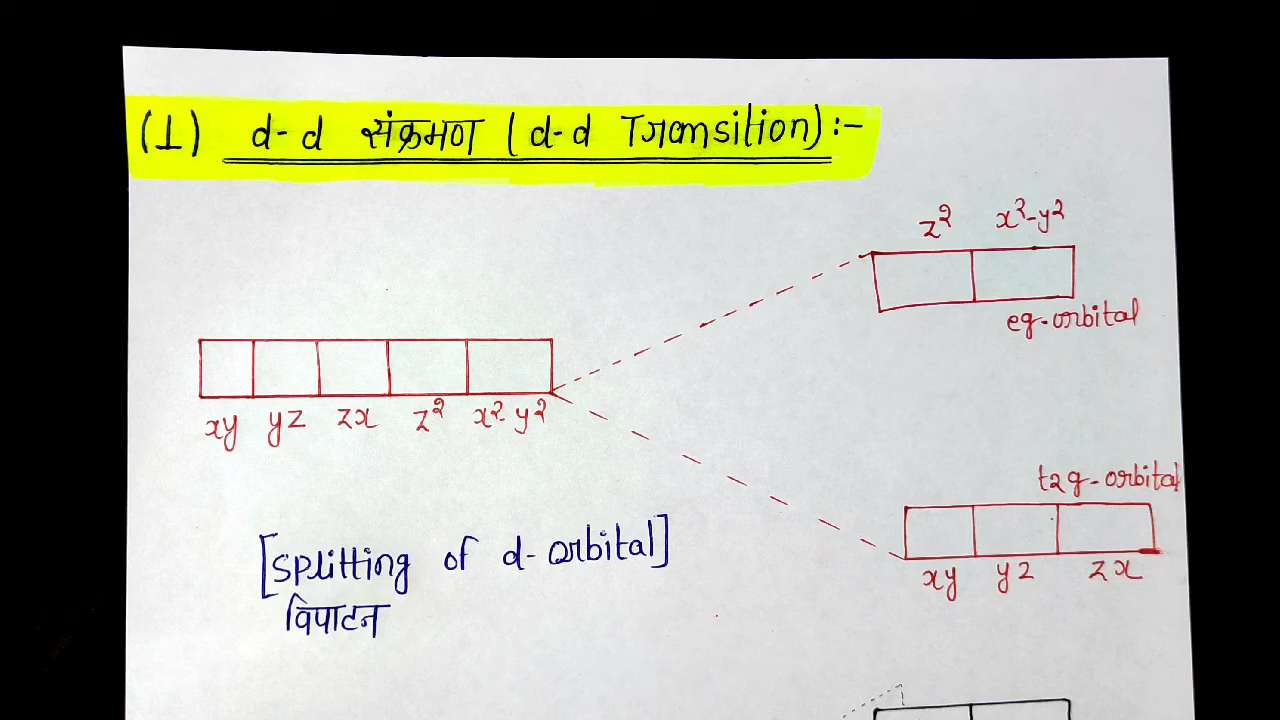 (1) d-d संक्रमण (d-d Transition):-
z² x²-y²
eg-orbital
xy yz zx z² x²-y²
t2g-orbital
xy yz zx
[splitting of d-orbital]
विपाटन